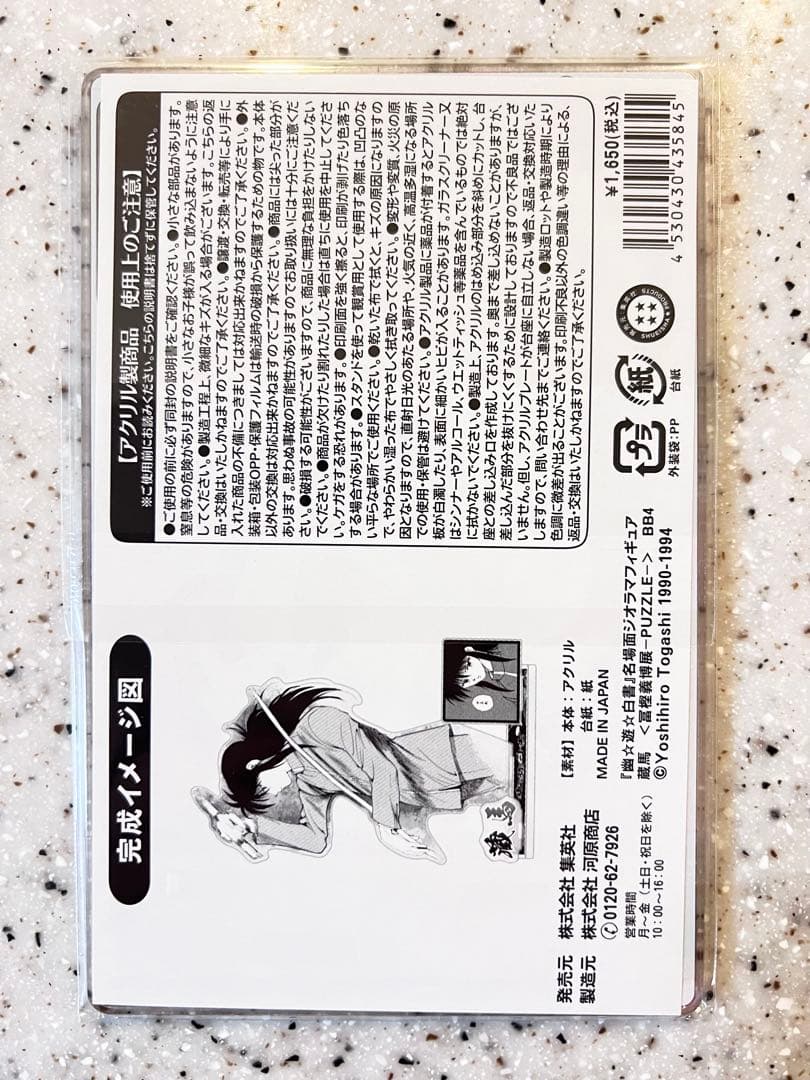 【アクリル製商品 使用上のご注意】
※ご使用前にお読みください。こちらの説明書は捨てずに保管してください。
●ご使用の前に必ず同封の説明書をご確認ください。●小さな部品があります。
窒息等の危険がありますので、小さなお子様が誤って飲み込まないように注意
してください。●製造工程上、微細なキズが入る場合がございます。こちらの返
品・交換はいたしかねますのでご了承ください。●譲渡・交換・転売等により手に
入れた商品の不備につきましては対応出来かねますのでご了承ください。●外
装箱・包装OPP・保護フィルムは輸送時の破損から保護するための物です。本体
以外の交換は対応出来かねますのでご了承ください。●商品には尖った部分が
あります。思わぬ事故の可能性がありますのでお取り扱いには十分にご注意くだ
さい。●破損する可能性がございますので、商品に無理な負担をかけたりしない
でください。●商品が欠けたり割れたりした場合は直ちに使用を中止してくださ
い。ケガをする恐れがあります。●印刷面を強く擦ると、印刷が剥げたり色落ち
する場合があります。●スタンドを使って観賞用として使用する際は、凹凸のな
い平らな場所でご使用ください。●乾いた布で拭くと、キズの原因になりますの
で、やわらかい湿った布でやさしく拭き取ってください。●変形や変質、火災の原
因となりますので、直射日光のあたる場所や、火気の近く、高温多湿になる場所
での使用・保管は避けてください。●アクリル製品に薬品が付着するとアクリル
板が白濁したり、表面に細かいヒビが入ることがあります。ガラスクリーナー又
はシンナーやアルコール、ウエットティッシュ等薬品を含んでいるものでは絶対
に拭かないでください。●製造上、アクリルのはめ込み部分を斜めにカットし、台
座との差し込み口を作成しております。奥まで差し込めないことがありますが、
差し込んだ部分を抜けにくくするために設計しておりますので不良品ではござ
いません。但し、アクリルプレートが台座に自立しない場合、返品・交換対応いた
しますので、問い合わせ先までご連絡ください。●製造ロットや製造時期により
色調に微差が出ることがございます。印刷不良以外の色調違い等の理由による、
返品・交換はいたしかねますのでご了承ください。
¥1,650(税込)
4 530430 435845
プラ
外装袋:PP
紙
台紙
完成イメージ図
蔵馬
【素材】本体:アクリル
台紙:紙
MADE IN JAPAN
『幽☆遊☆白書』名場面ジオラマフィギュア
蔵馬 <冨樫義博展-PUZZLE-> BB4
©Yoshihiro Togashi 1990-1994
発売元 株式会社 集英社
製造元 株式会社 河原商店
0120-62-7926
営業時間
月～金(土日・祝日を除く)
10:00～16:00